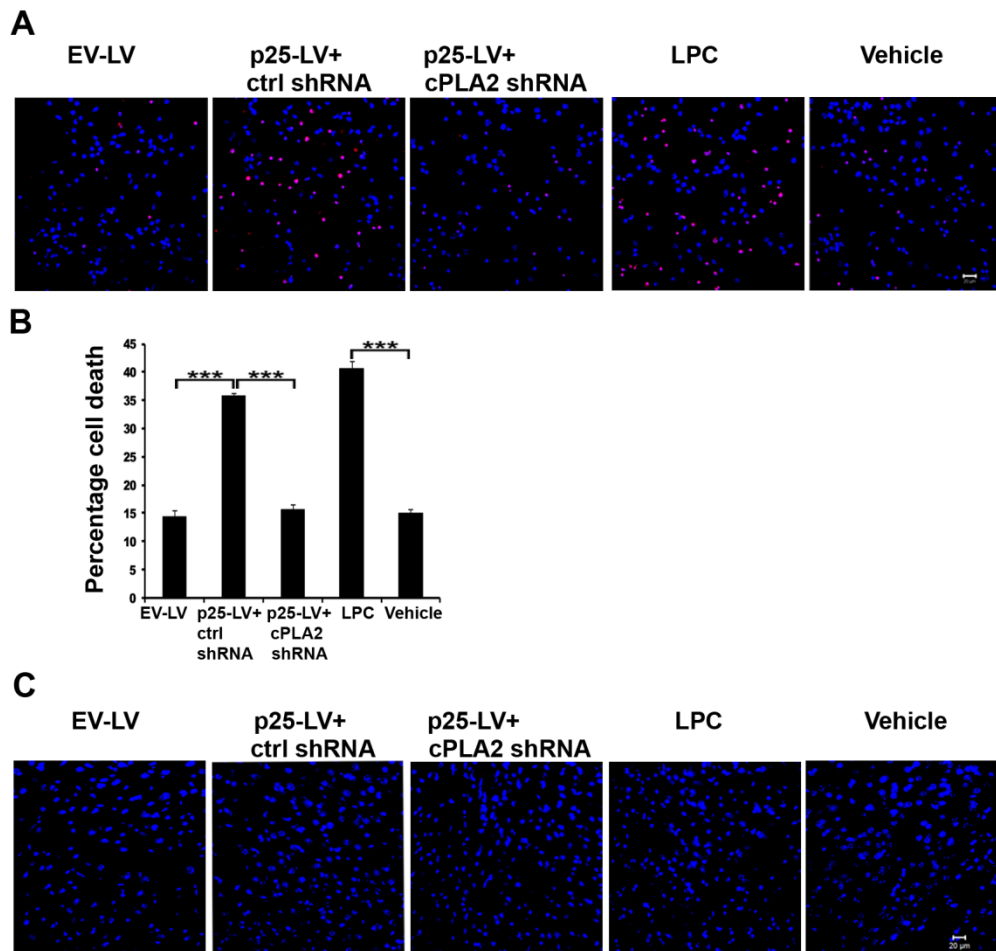 A
EV-LV
p25-LV+
ctrl shRNA
p25-LV+
cPLA2 shRNA
LPC
Vehicle
20 µm
B
Percentage cell death
45
40
35
30
25
20
15
10
5
0
***
***
***
EV-LV
p25-LV+
ctrl
shRNA
p25-LV+
cPLA2
shRNA
LPC
Vehicle
C
EV-LV
p25-LV+
ctrl shRNA
p25-LV+
cPLA2 shRNA
LPC
Vehicle
20 µm